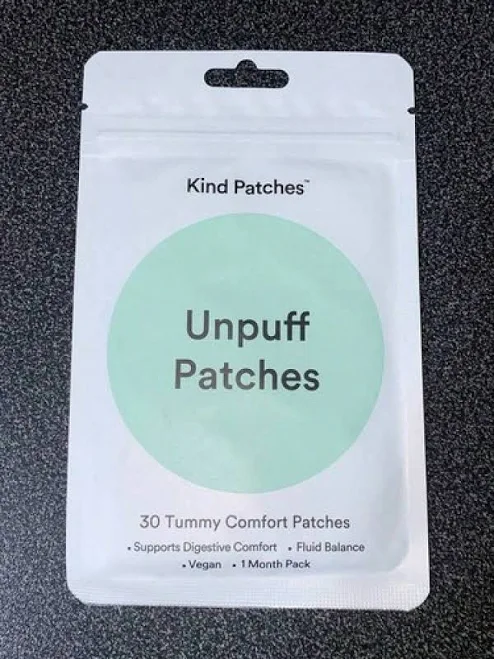 Kind Patches™
Unpuff
Patches
30 Tummy Comfort Patches
• Supports Digestive Comfort • Fluid Balance
• Vegan • 1 Month Pack